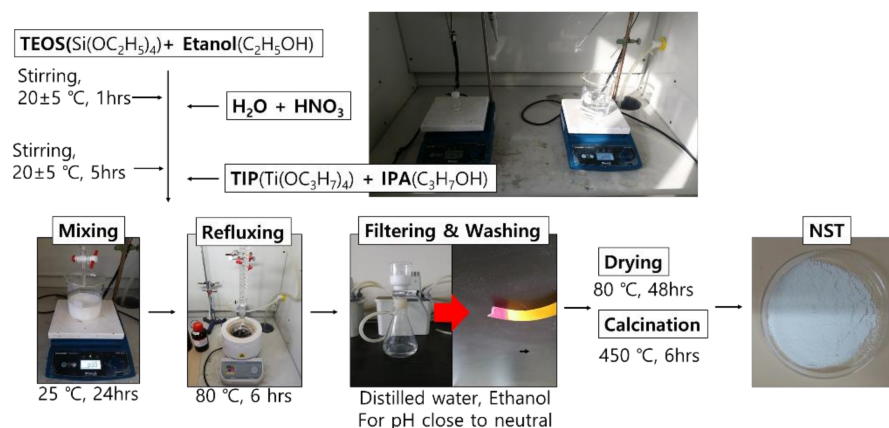 TEOS(Si(OC₂H₅)₄)+ Etanol(C₂H₅OH)
Stirring,
20±5 ℃, 1hrs
H₂O + HNO₃
Stirring,
20±5 ℃, 5hrs
TIP(Ti(OC₃H₇)₄) + IPA(C₃H₇OH)
Mixing
25 ℃, 24hrs
Refluxing
80 ℃, 6 hrs
Filtering & Washing
Distilled water, Ethanol
For pH close to neutral
Drying
80 ℃, 48hrs
Calcination
450 ℃, 6hrs
NST